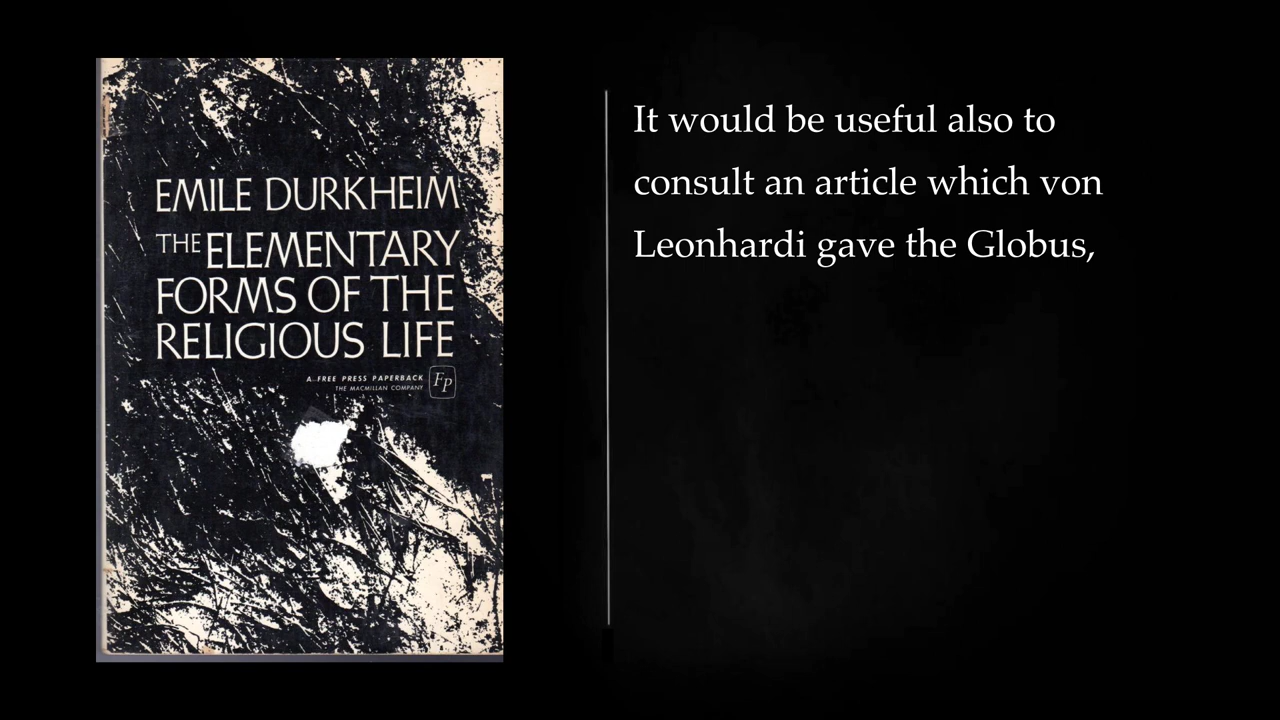 EMILE DURKHEIM
THE ELEMENTARY
FORMS OF THE
RELIGIOUS LIFE
A FREE PRESS PAPERBACK
THE MACMILLAN COMPANY
FP
It would be useful also to
consult an article which von
Leonhardi gave the Globus,